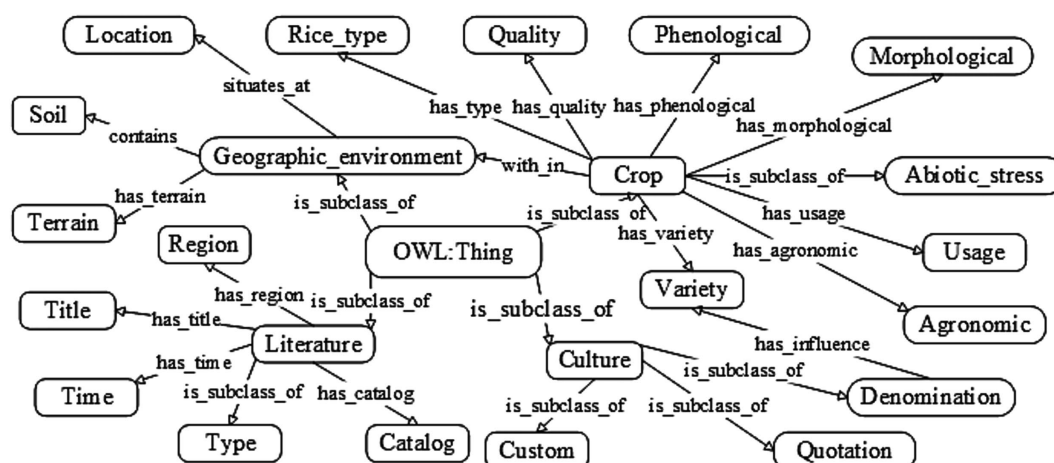 Location
Rice_type
Quality
Phenological
Morphological
situates_at
has_type
has_quality
has_phenological
has_morphological
Soil
contains
Geographic_environment
with_in
Crop
is_subclass_of
Abiotic_stress
has_terrain
Terrain
is_subclass_of
is_subclass_of
has_variety
has_usage
Usage
has_agronomic
Region
OWL:Thing
Variety
Agronomic
has_region
is_subclass_of
is_subclass_of
Title
has_title
Literature
Culture
has_influence
has_time
is_subclass_of
Time
is_subclass_of
has_catalog
is_subclass_of
is_subclass_of
Denomination
Type
Catalog
Custom
Quotation